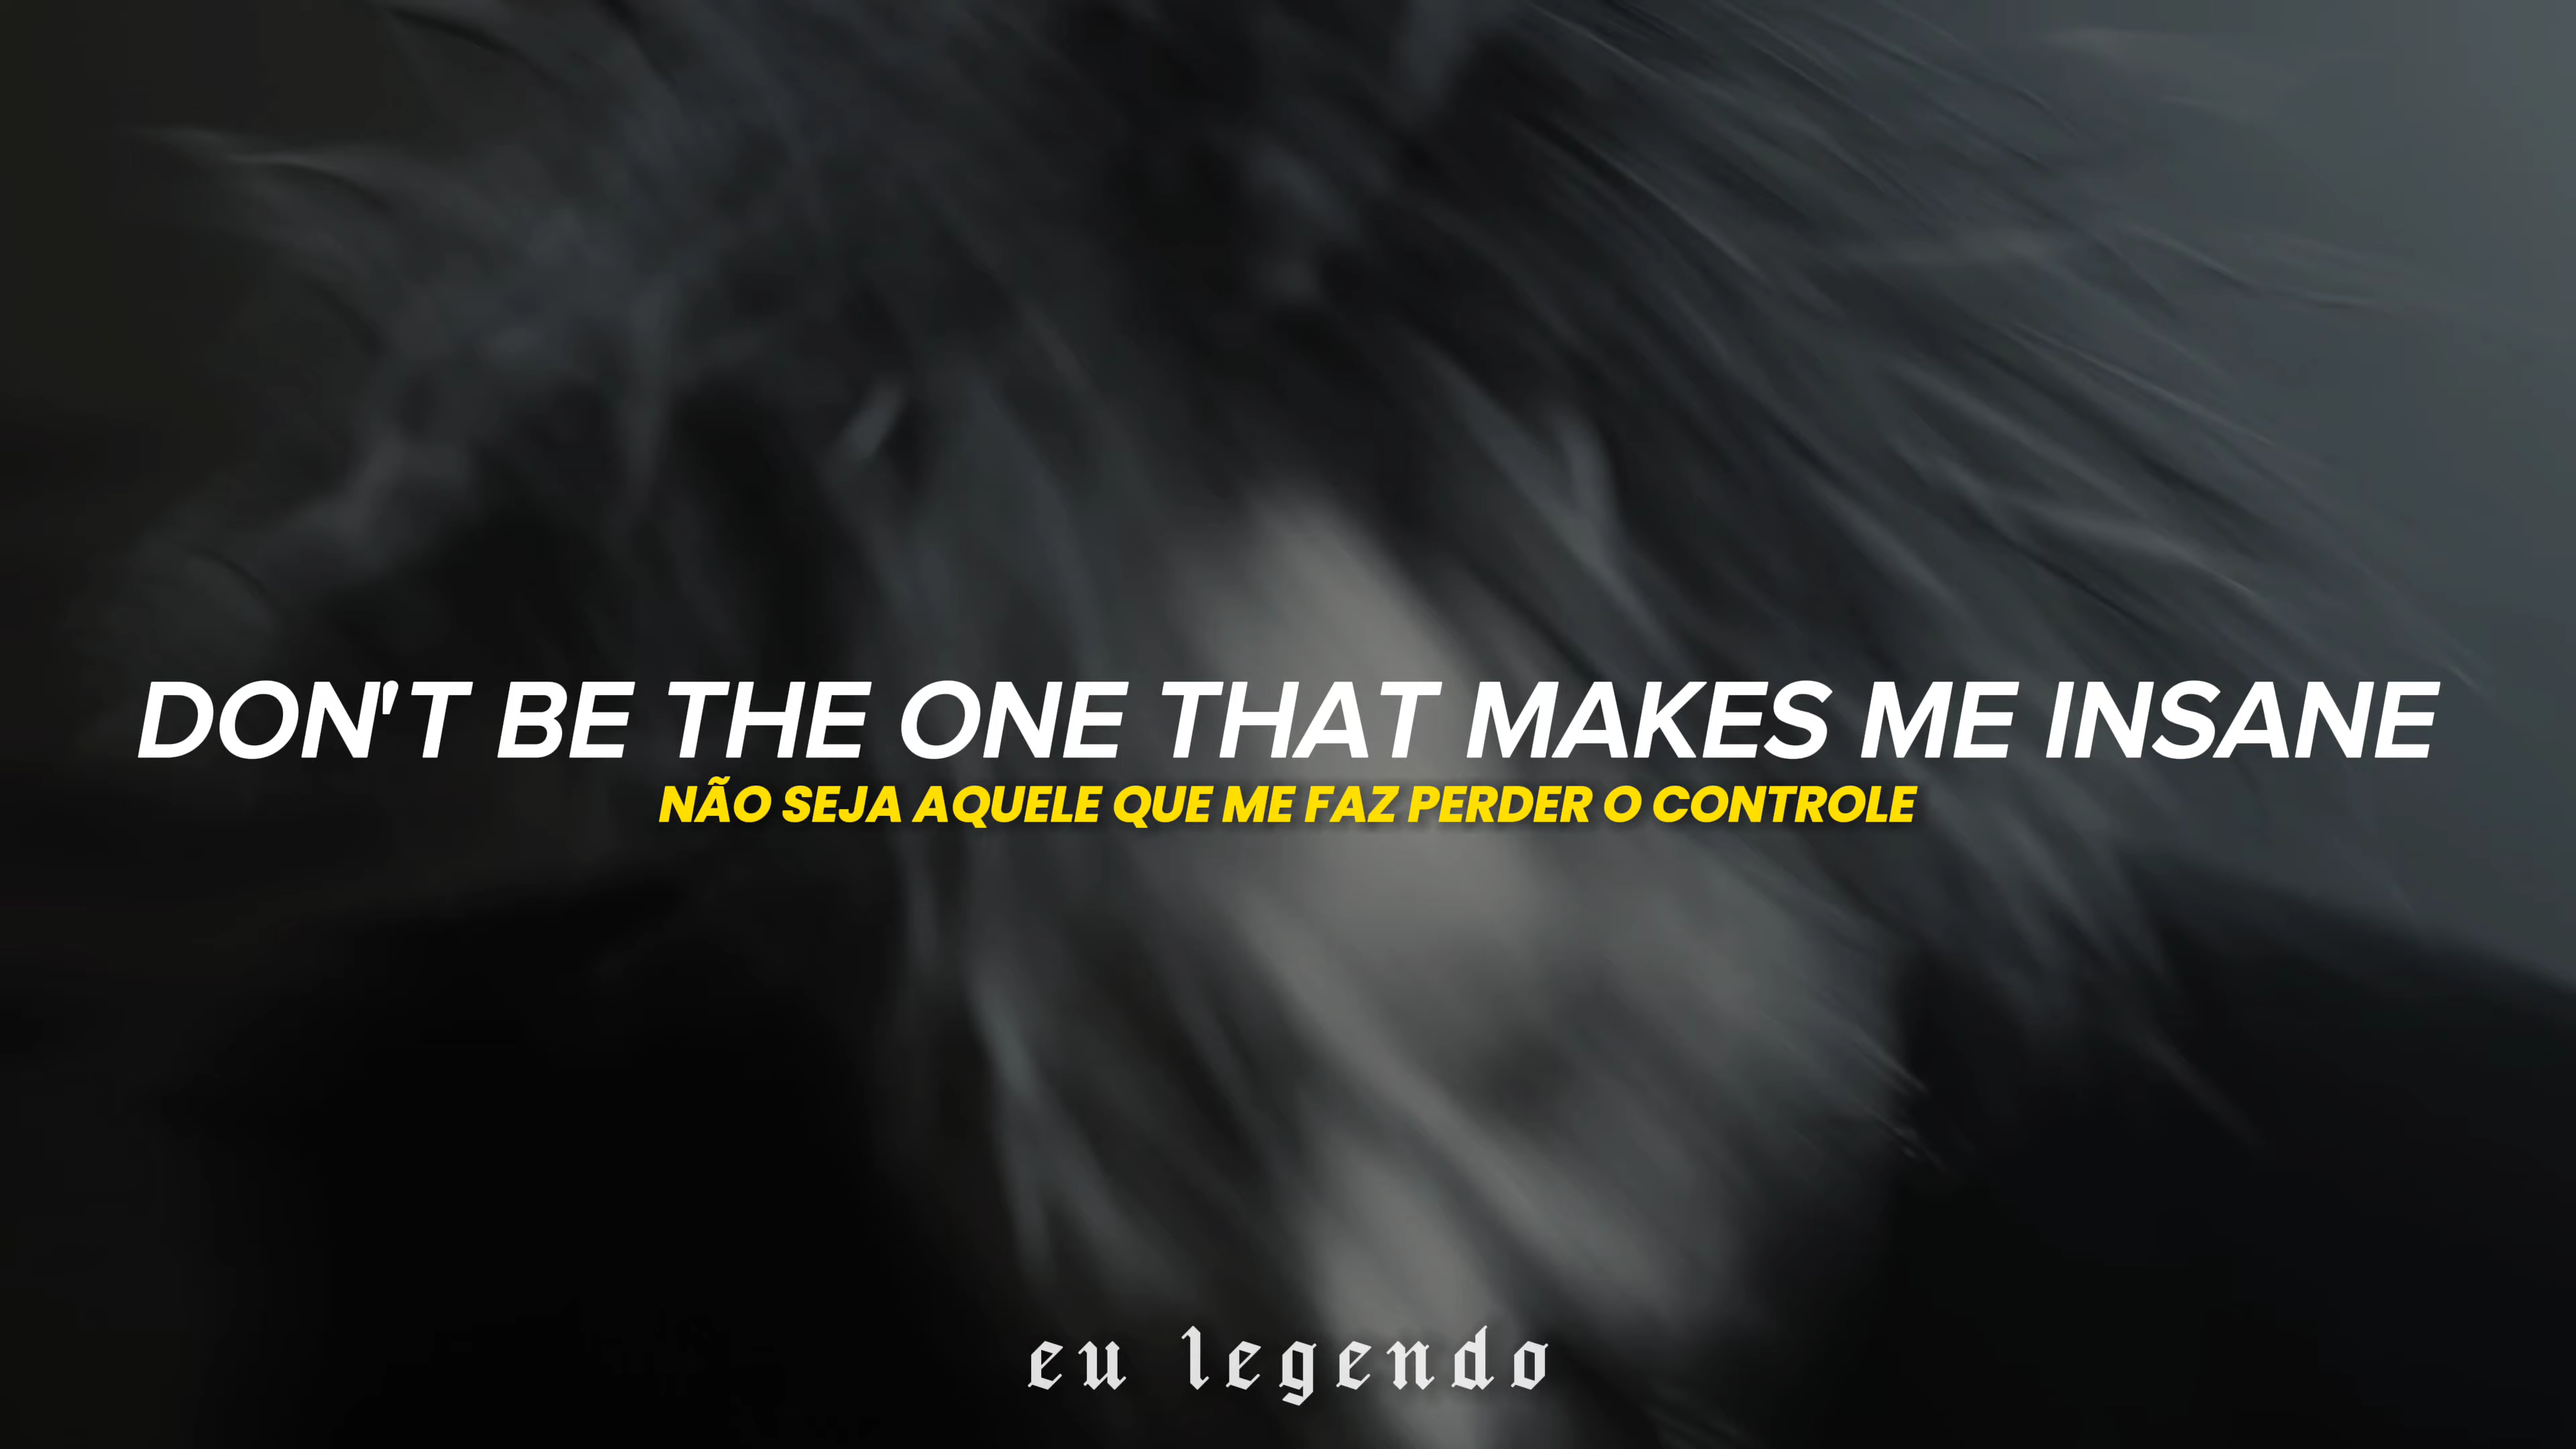 DON'T BE THE ONE THAT MAKES ME INSANE
NÃO SEJA AQUELE QUE ME FAZ PERDER O CONTROLE
eu legendo